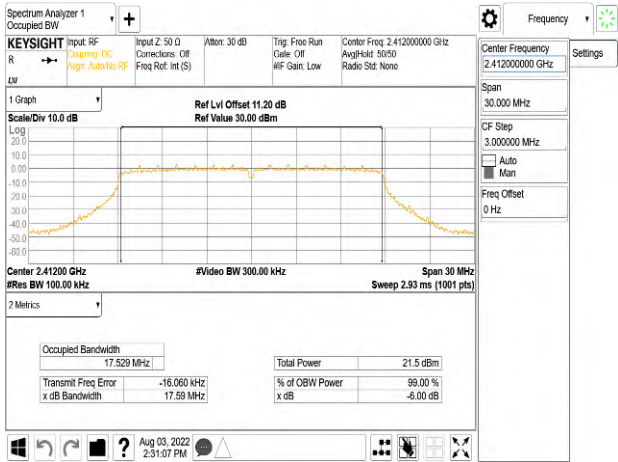 Spectrum Analyzer 1
Occupied BW
+
Frequency
KEYSIGHT
R
LXI
Input: RF
Coupling: DC
Align: Auto/No RF
Input Z: 50 Ω
Corrections: Off
Freq Ref: Int (S)
Atten: 30 dB
Trig: Free Run
Gate: Off
#IF Gain: Low
Center Freq: 2.412000000 GHz
Avg|Hold: 50/50
Radio Std: None
Center Frequency
2.412000000 GHz
Settings
Span
30.000 MHz
CF Step
3.000000 MHz
Auto
Man
Freq Offset
0 Hz
1 Graph
Scale/Div 10.0 dB
Ref Lvl Offset 11.20 dB
Ref Value 30.00 dBm
Log
20.0
10.0
0.00
-10.0
-20.0
-30.0
-40.0
-50.0
-60.0
Center 2.41200 GHz
#Res BW 100.00 kHz
#Video BW 300.00 kHz
Span 30 MHz
Sweep 2.93 ms (1001 pts)
2 Metrics
Occupied Bandwidth
17.529 MHz
Transmit Freq Error -16.060 kHz
x dB Bandwidth 17.59 MHz
Total Power 21.5 dBm
% of OBW Power 99.00 %
x dB -6.00 dB
?
Aug 03, 2022
2:31:07 PM